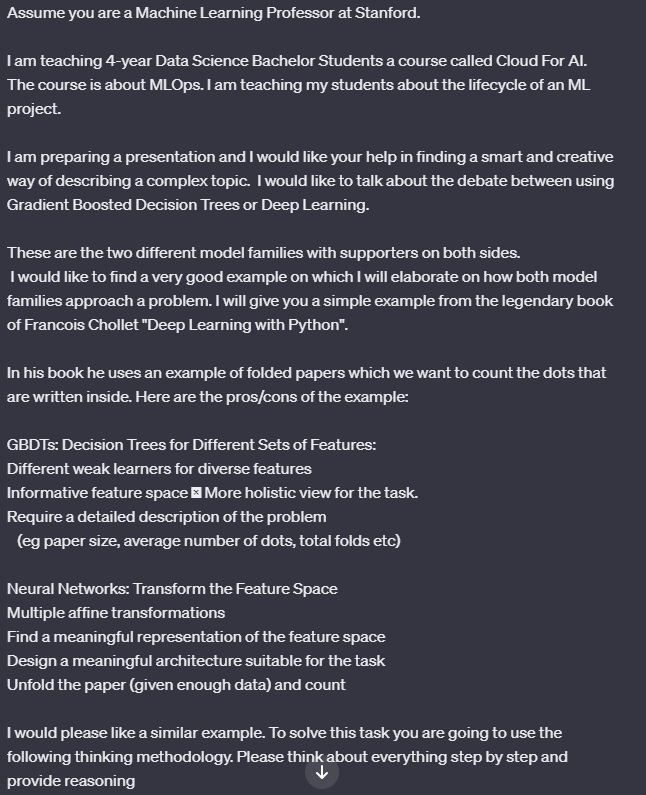 Assume you are a Machine Learning Professor at Stanford.
I am teaching 4-year Data Science Bachelor Students a course called Cloud For AI.
The course is about MLOps. I am teaching my students about the lifecycle of an ML
project.
I am preparing a presentation and I would like your help in finding a smart and creative
way of describing a complex topic.  I would like to talk about the debate between using
Gradient Boosted Decision Trees or Deep Learning.
These are the two different model families with supporters on both sides.
I would like to find a very good example on which I will elaborate on how both model
families approach a problem. I will give you a simple example from the legendary book
of Francois Chollet "Deep Learning with Python".
In his book he uses an example of folded papers which we want to count the dots that
are written inside. Here are the pros/cons of the example:
GBDTs: Decision Trees for Different Sets of Features:
Different weak learners for diverse features
Informative feature space More holistic view for the task.
Require a detailed description of the problem
(eg paper size, average number of dots, total folds etc)
Neural Networks: Transform the Feature Space
Multiple affine transformations
Find a meaningful representation of the feature space
Design a meaningful architecture suitable for the task
Unfold the paper (given enough data) and count
I would please like a similar example. To solve this task you are going to use the
following thinking methodology. Please think about everything step by step and
provide reasoning